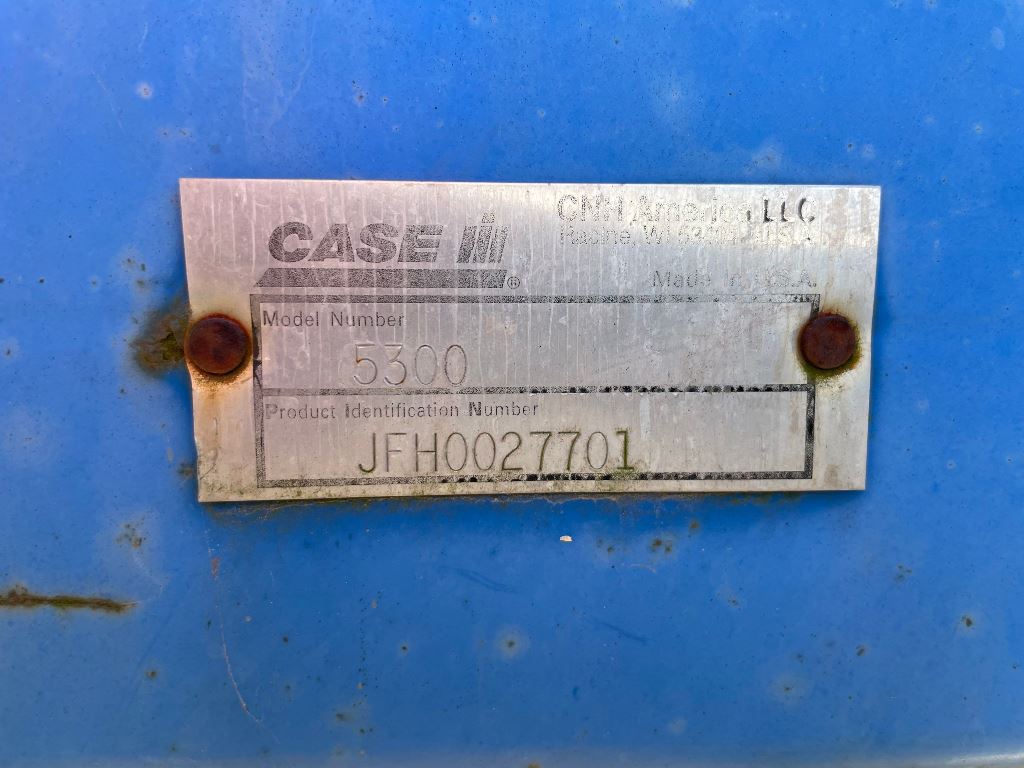 CASE IH®
CNH America LLC
Racine, WI U.S.A.
Made In U.S.A.
Model Number
5300
Product Identification Number
JFH0027701